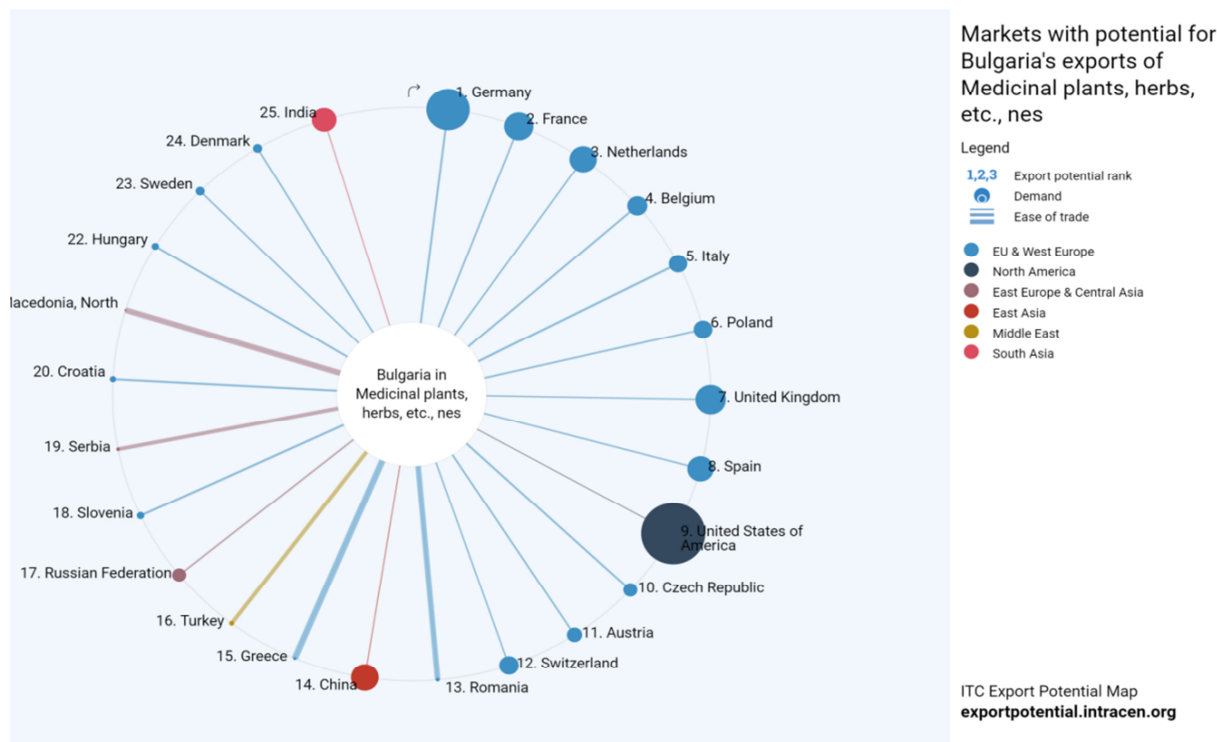 Markets with potential for
Bulgaria's exports of
Medicinal plants, herbs,
etc., nes
Legend
1,2,3 Export potential rank
Demand
Ease of trade
EU & West Europe
North America
East Europe & Central Asia
East Asia
Middle East
South Asia
1. Germany
2. France
3. Netherlands
4. Belgium
5. Italy
6. Poland
7. United Kingdom
8. Spain
9. United States of
America
10. Czech Republic
11. Austria
12. Switzerland
13. Romania
14. China
15. Greece
16. Turkey
17. Russian Federation
18. Slovenia
19. Serbia
20. Croatia
Macedonia, North
22. Hungary
23. Sweden
24. Denmark
25. India
Bulgaria in
Medicinal plants,
herbs, etc., nes
ITC Export Potential Map
exportpotential.intracen.org